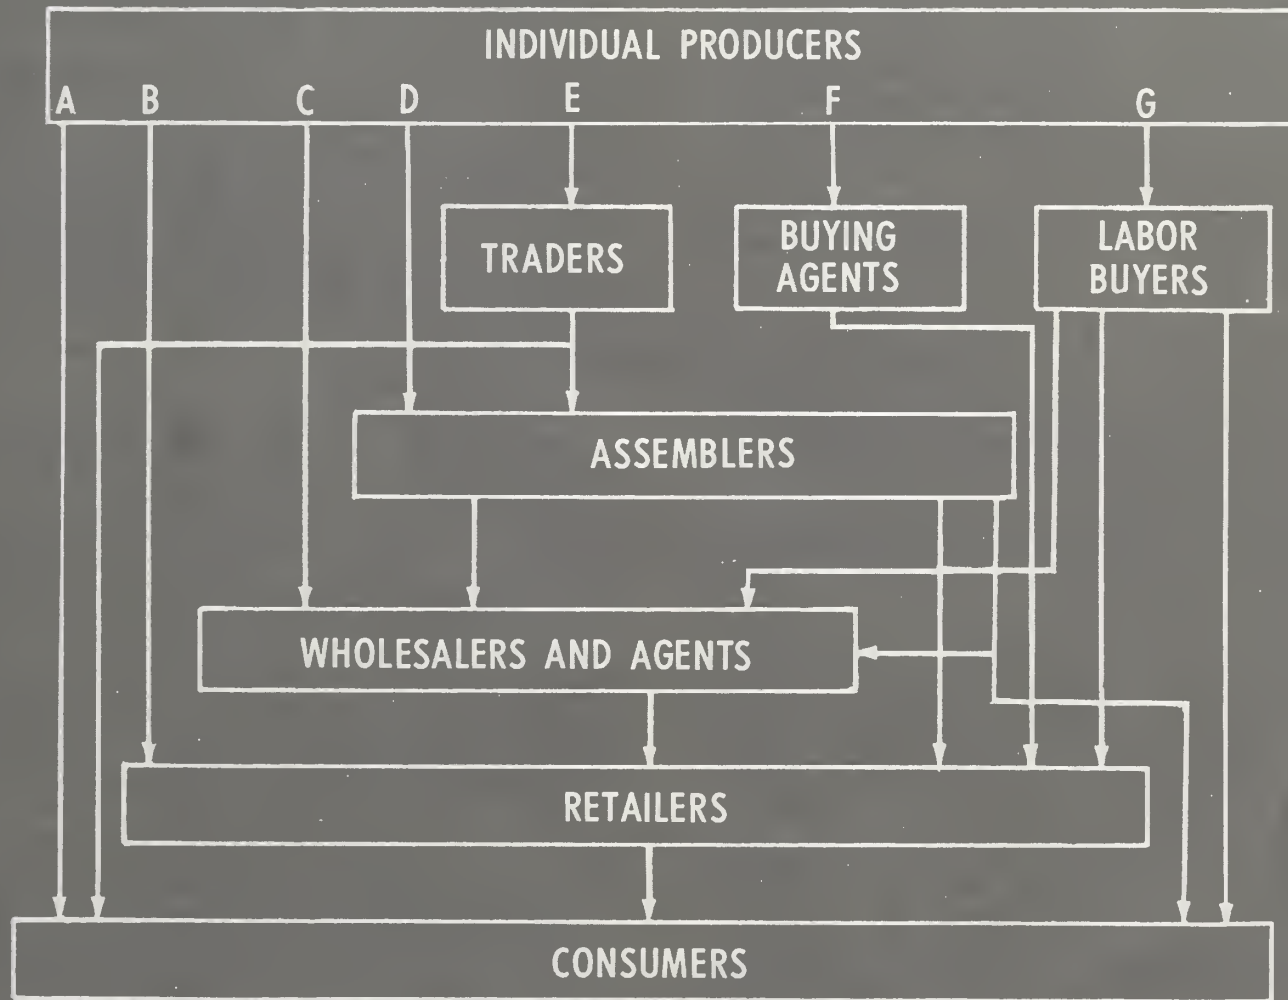 INDIVIDUAL PRODUCERS
A B C D E F G
TRADERS
BUYING
AGENTS
LABOR
BUYERS
ASSEMBLERS
WHOLESALERS AND AGENTS
RETAILERS
CONSUMERS